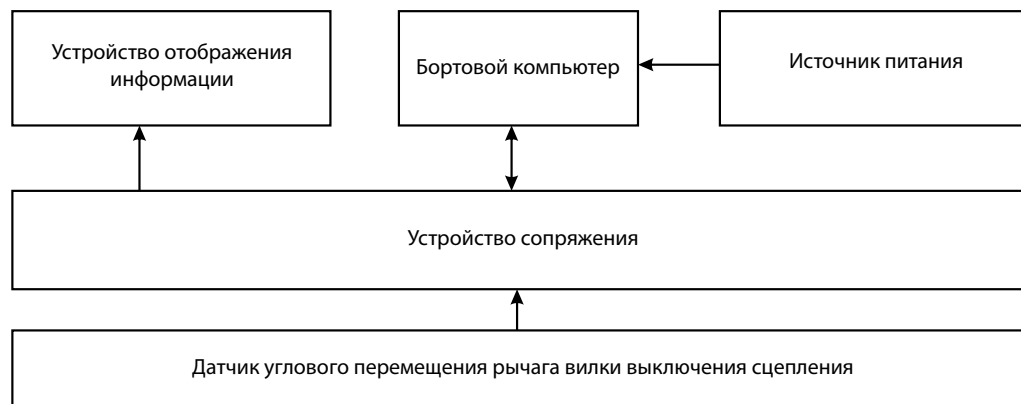 Устройство отображения
информации
Бортовой компьютер
Источник питания
Устройство сопряжения
Датчик углового перемещения рычага вилки выключения сцепления